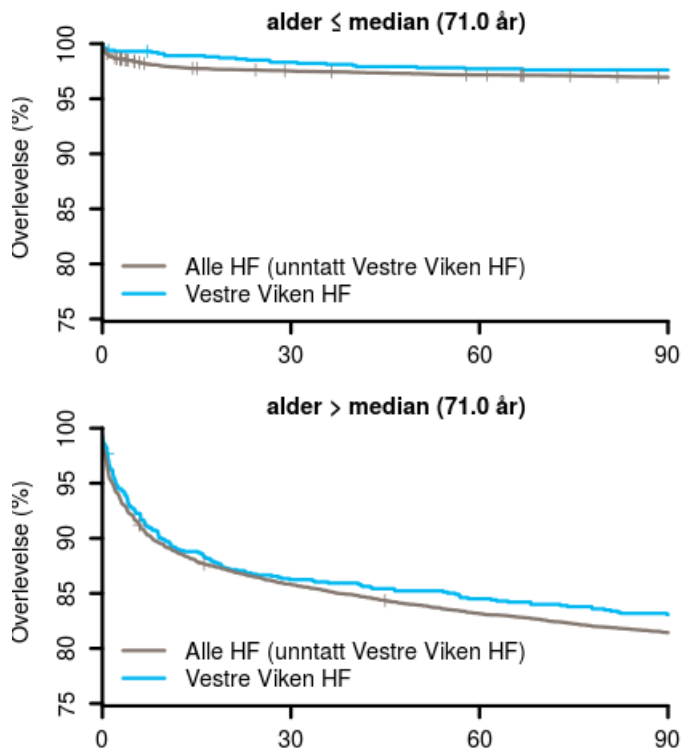 alder ≤ median (71.0 år)
Overlevelse (%)
100
95
90
85
80
75
Alle HF (unntatt Vestre Viken HF)
Vestre Viken HF
0 30 60 90
alder > median (71.0 år)
Overlevelse (%)
100
95
90
85
80
75
Alle HF (unntatt Vestre Viken HF)
Vestre Viken HF
0 30 60 90